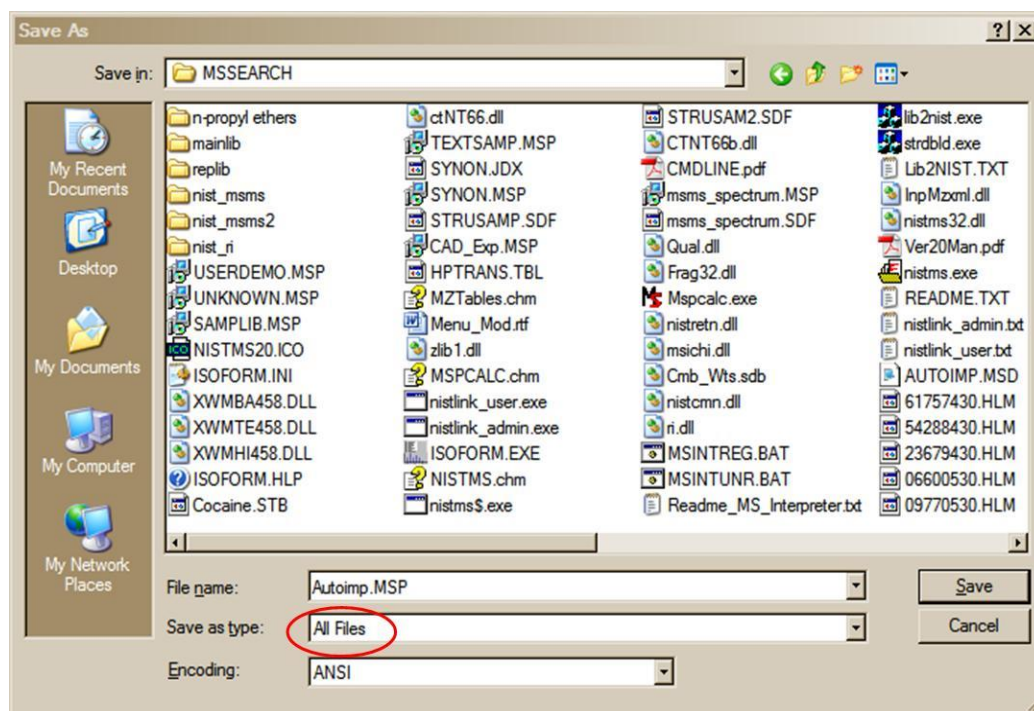 Save As
Save in: MSSEARCH
My Recent
Documents
Desktop
My Documents
My Computer
My Network
Places
n-propyl ethers
mainlib
replib
nist_msms
nist_msms2
nist_ri
USERDEMO.MSP
UNKNOWN.MSP
SAMPLIB.MSP
NISTMS20.ICO
ISOFORM.INI
XWMBA458.DLL
XWMTE458.DLL
XWMHI458.DLL
ISOFORM.HLP
Cocaine.STB
ctNT66.dll
TEXTSAMP.MSP
SYNON.JDX
SYNON.MSP
STRUSAMP.SDF
CAD_Exp.MSP
HPTRANS.TBL
MZTables.chm
Menu_Mod.rtf
zlib1.dll
MSPCALC.chm
nistlink_user.exe
nistlink_admin.exe
ISOFORM.EXE
NISTMS.chm
nistms$.exe
STRUSAM2.SDF
CTNT66b.dll
CMDLINE.pdf
msms_spectrum.MSP
msms_spectrum.SDF
Qual.dll
Frag32.dll
Mspcalc.exe
nistretn.dll
msichi.dll
Cmb_Wts.sdb
nistcmn.dll
ri.dll
MSINTREG.BAT
MSINTUNR.BAT
Readme_MS_Interpreter.txt
lib2nist.exe
strdbld.exe
Lib2NIST.TXT
InpMzxml.dll
nistms32.dll
Ver20Man.pdf
nistms.exe
README.TXT
nistlink_admin.txt
nistlink_user.txt
AUTOIMP.MSD
61757430.HLM
54288430.HLM
23679430.HLM
06600530.HLM
09770530.HLM
File name: Autoimp.MSP Save
Save as type: All Files Cancel
Encoding: ANSI